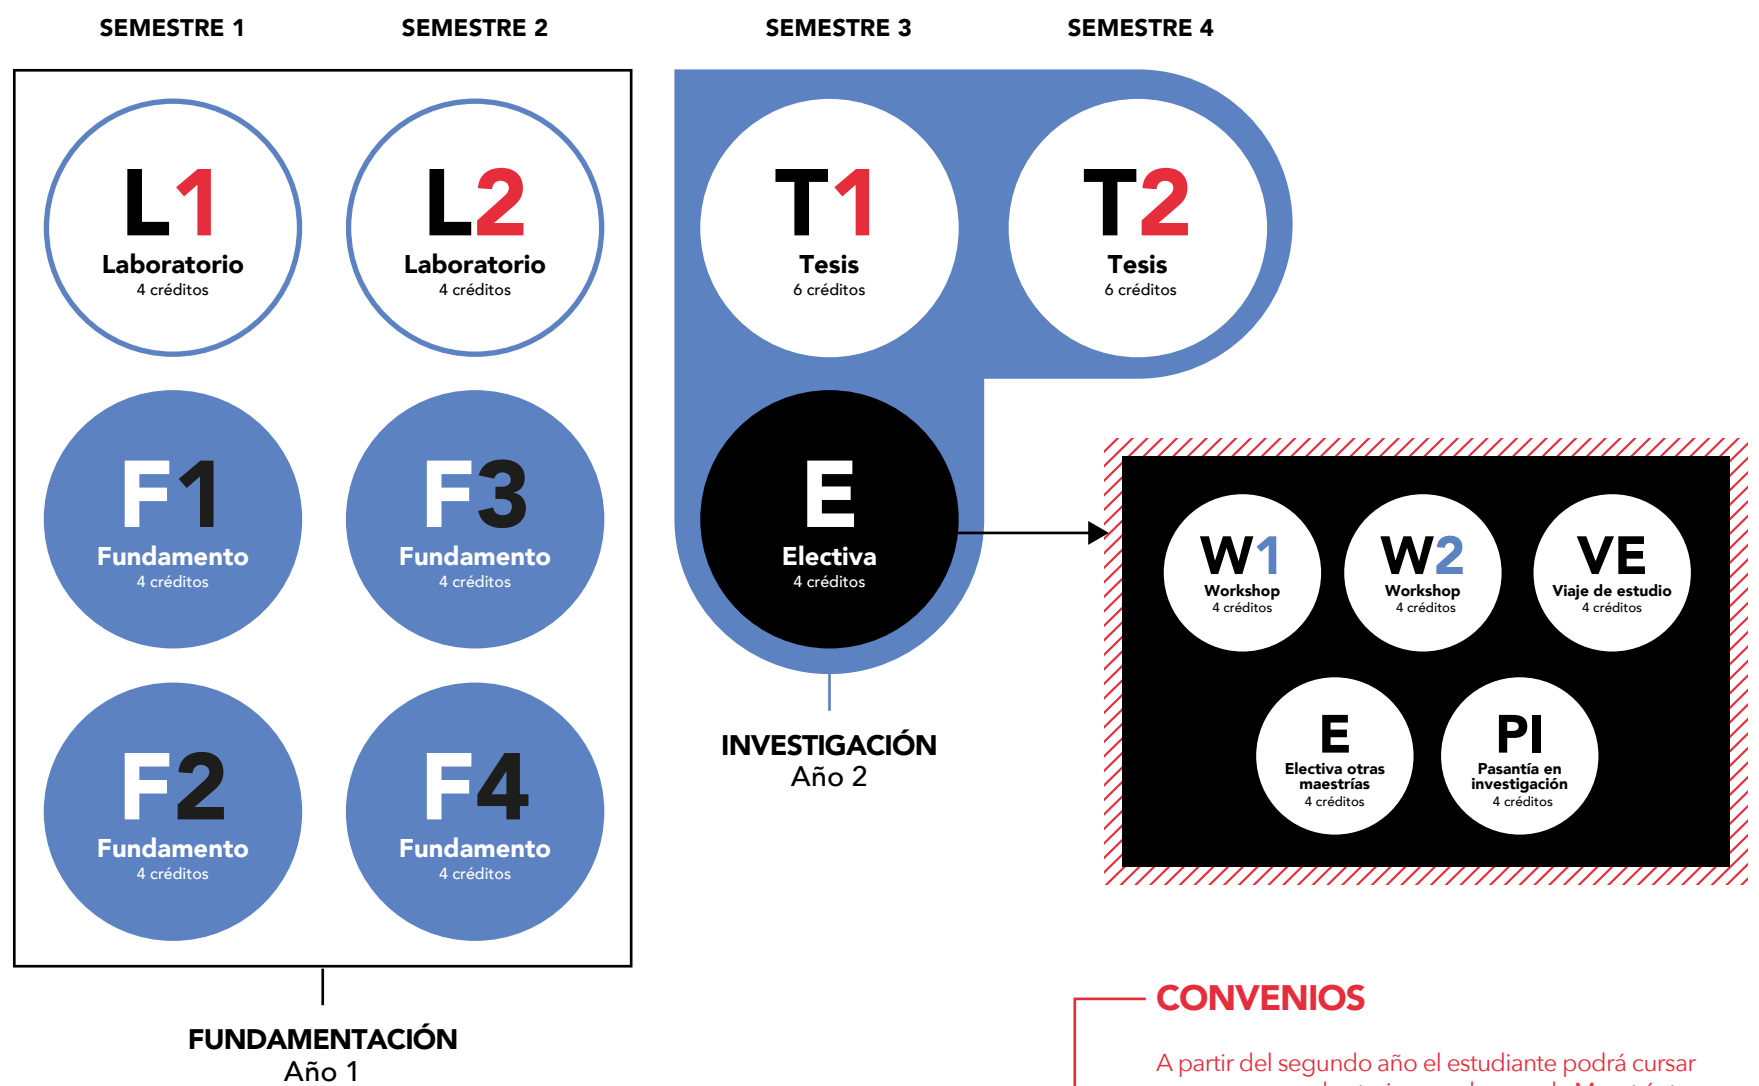 SEMESTRE 1
SEMESTRE 2
SEMESTRE 3
SEMESTRE 4
L1
Laboratorio
4 créditos
L2
Laboratorio
4 créditos
T1
Tesis
6 créditos
T2
Tesis
6 créditos
F1
Fundamento
4 créditos
F3
Fundamento
4 créditos
E
Electiva
4 créditos
W1
Workshop
4 créditos
W2
Workshop
4 créditos
VE
Viaje de estudio
4 créditos
F2
Fundamento
4 créditos
F4
Fundamento
4 créditos
E
Electiva otras
maestrías
4 créditos
PI
Pasantía en
investigación
4 créditos
INVESTIGACIÓN
Año 2
FUNDAMENTACIÓN
Año 1
CONVENIOS
A partir del segundo año el estudiante podrá cursar